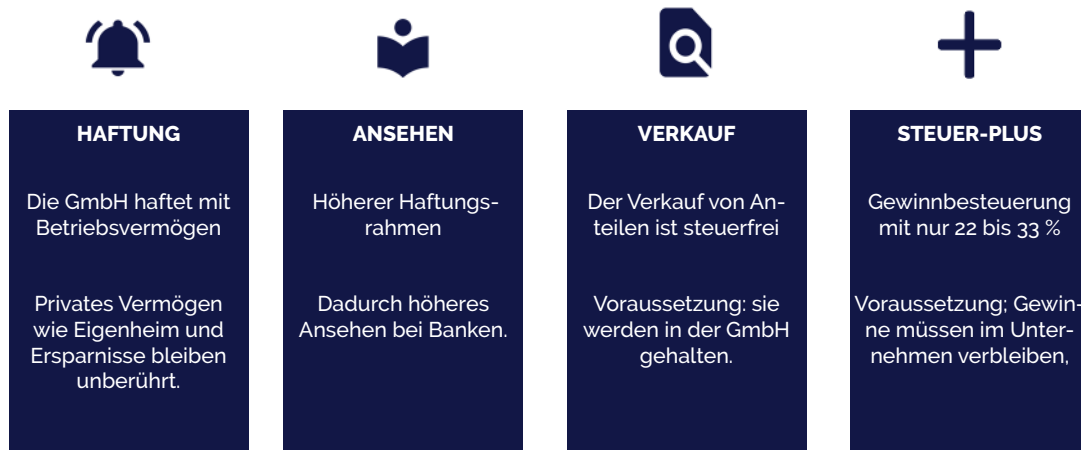 HAFTUNG
Die GmbH haftet mit
Betriebsvermögen
Privates Vermögen
wie Eigenheim und
Ersparnisse bleiben
unberührt.
ANSEHEN
Höherer Haftungs-
rahmen
Dadurch höheres
Ansehen bei Banken.
VERKAUF
Der Verkauf von An-
teilen ist steuerfrei
Voraussetzung: sie
werden in der GmbH
gehalten.
STEUER-PLUS
Gewinnbesteuerung
mit nur 22 bis 33 %
Voraussetzung; Gewin-
ne müssen im Unter-
nehmen verbleiben,